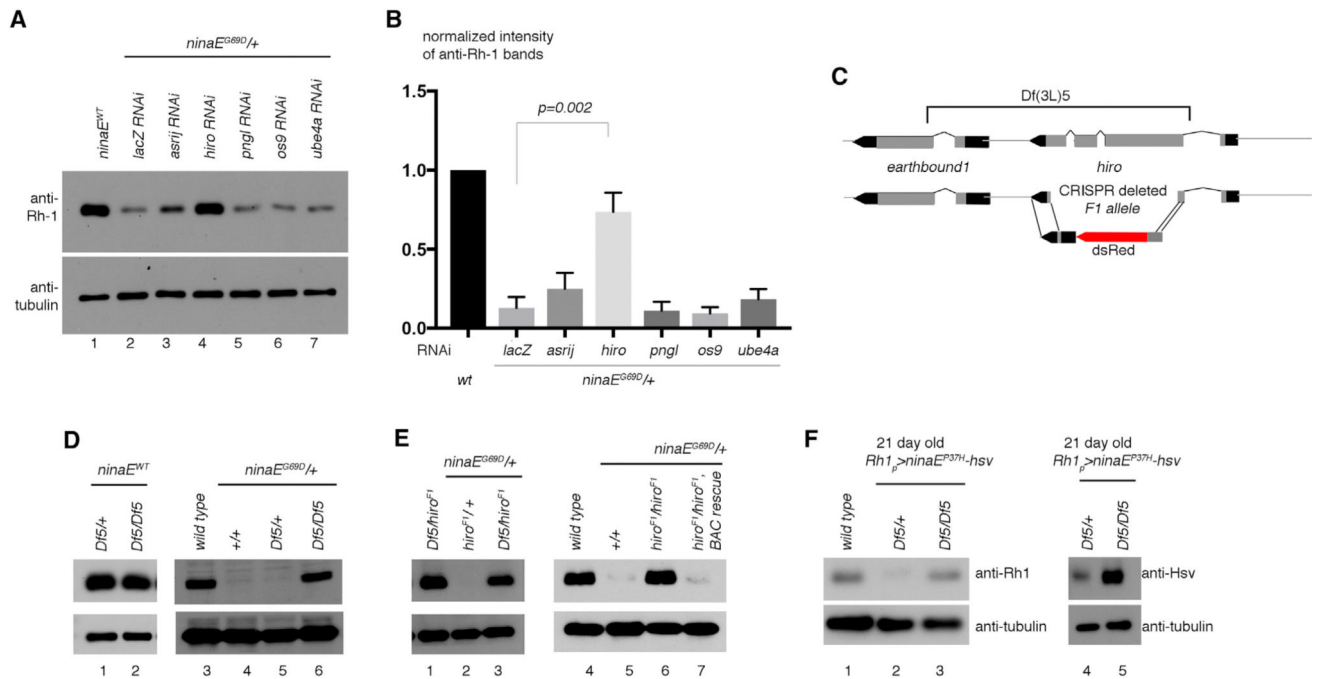 A
ninaE^G69D/+
ninaE^WT
lacZ RNAi
asrij RNAi
hiro RNAi
pngl RNAi
os9 RNAi
ube4a RNAi
anti-
Rh-1
anti-
tubulin
1 2 3 4 5 6 7
B
normalized intensity
of anti-Rh-1 bands
1.5
1.0
0.5
0.0
p=0.002
RNAi lacZ asrij hiro pngl os9 ube4a
wt ninaE^G69D/+
C
Df(3L)5
earthbound1 hiro
CRISPR deleted
F1 allele
dsRed
D
ninaE^WT
ninaE^G69D/+
Df5/+
Df5/Df5
wild type
+/+
Df5/+
Df5/Df5
1 2 3 4 5 6
E
ninaE^G69D/+
ninaE^G69D/+
Df5/hiro^F1
hiro^F1/+
Df5/hiro^F1
wild type
+/+
hiro^F1/hiro^F1
hiro^F1/hiro^F1,
BAC rescue
1 2 3 4 5 6 7
F
21 day old
Rh1p>ninaE^P37H-hsv
21 day old
Rh1p>ninaE^P37H-hsv
wild type
Df5/+
Df5/Df5
Df5/+
Df5/Df5
anti-Rh1
anti-Hsv
anti-tubulin
anti-tubulin
1 2 3 4 5